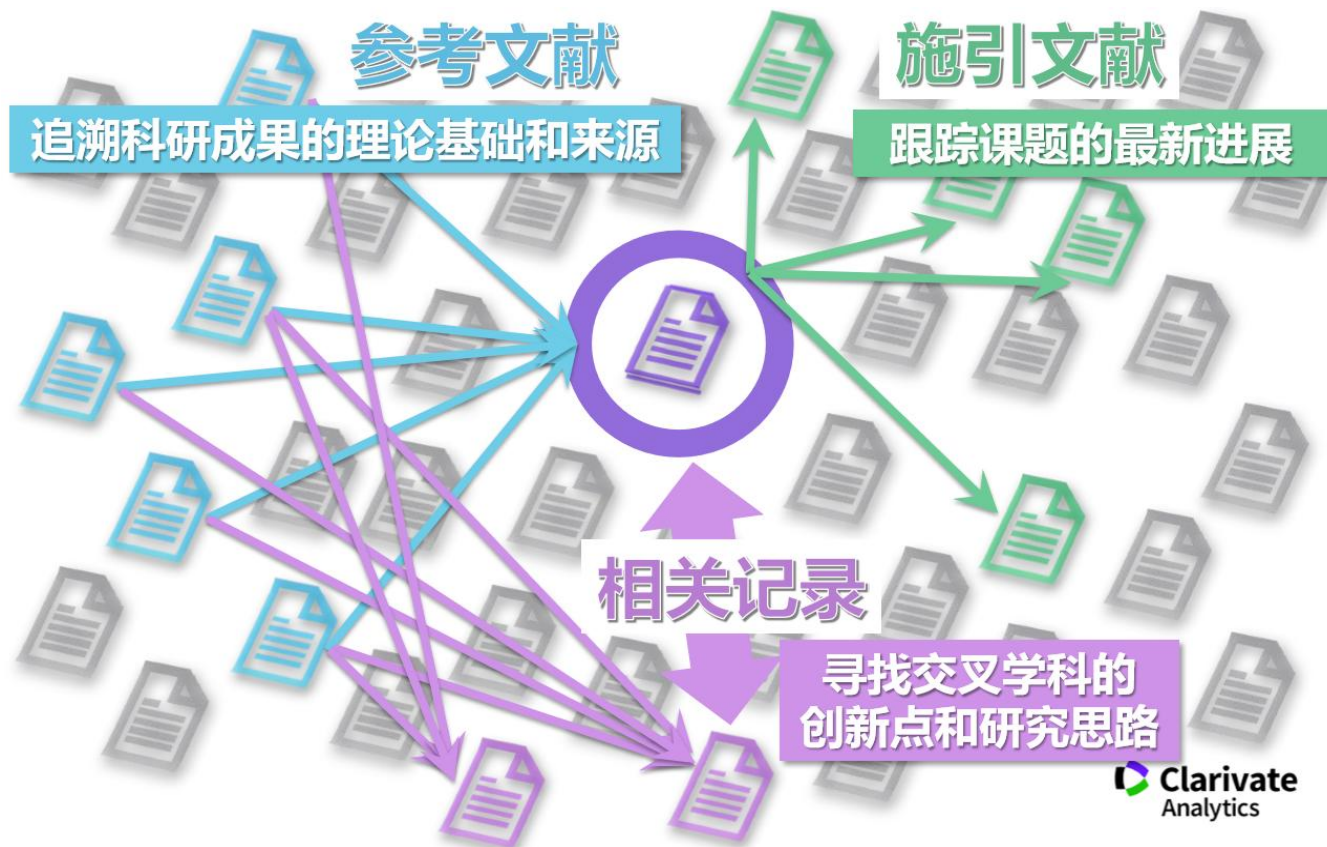 参考文献
追溯科研成果的理论基础和来源
施引文献
跟踪课题的最新进展
相关记录
寻找交叉学科的
创新点和研究思路
Clarivate
Analytics